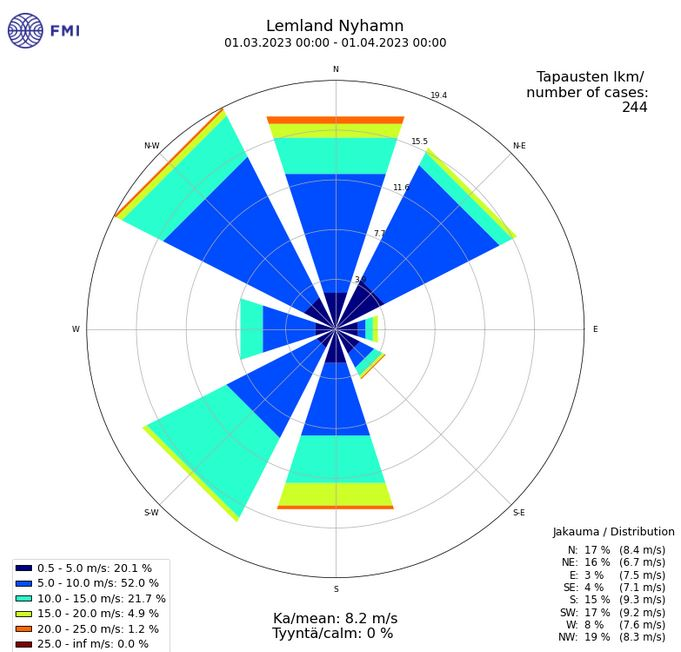 FMI
Lemland Nyhamn
01.03.2023 00:00 - 01.04.2023 00:00
Tapausten lkm/
number of cases:
244
N
19.4
N-W
15.5
N-E
11.6
7.7
3.9
W
E
S-W
S-E
S
Jakauma / Distribution
N: 17 % (8.4 m/s)
NE: 16 % (6.7 m/s)
E: 3 % (7.5 m/s)
SE: 4 % (7.1 m/s)
S: 15 % (9.3 m/s)
SW: 17 % (9.2 m/s)
W: 8 % (7.6 m/s)
NW: 19 % (8.3 m/s)
0.5 - 5.0 m/s: 20.1 %
5.0 - 10.0 m/s: 52.0 %
10.0 - 15.0 m/s: 21.7 %
15.0 - 20.0 m/s: 4.9 %
20.0 - 25.0 m/s: 1.2 %
25.0 - inf m/s: 0.0 %
Ka/mean: 8.2 m/s
Tyyntä/calm: 0 %